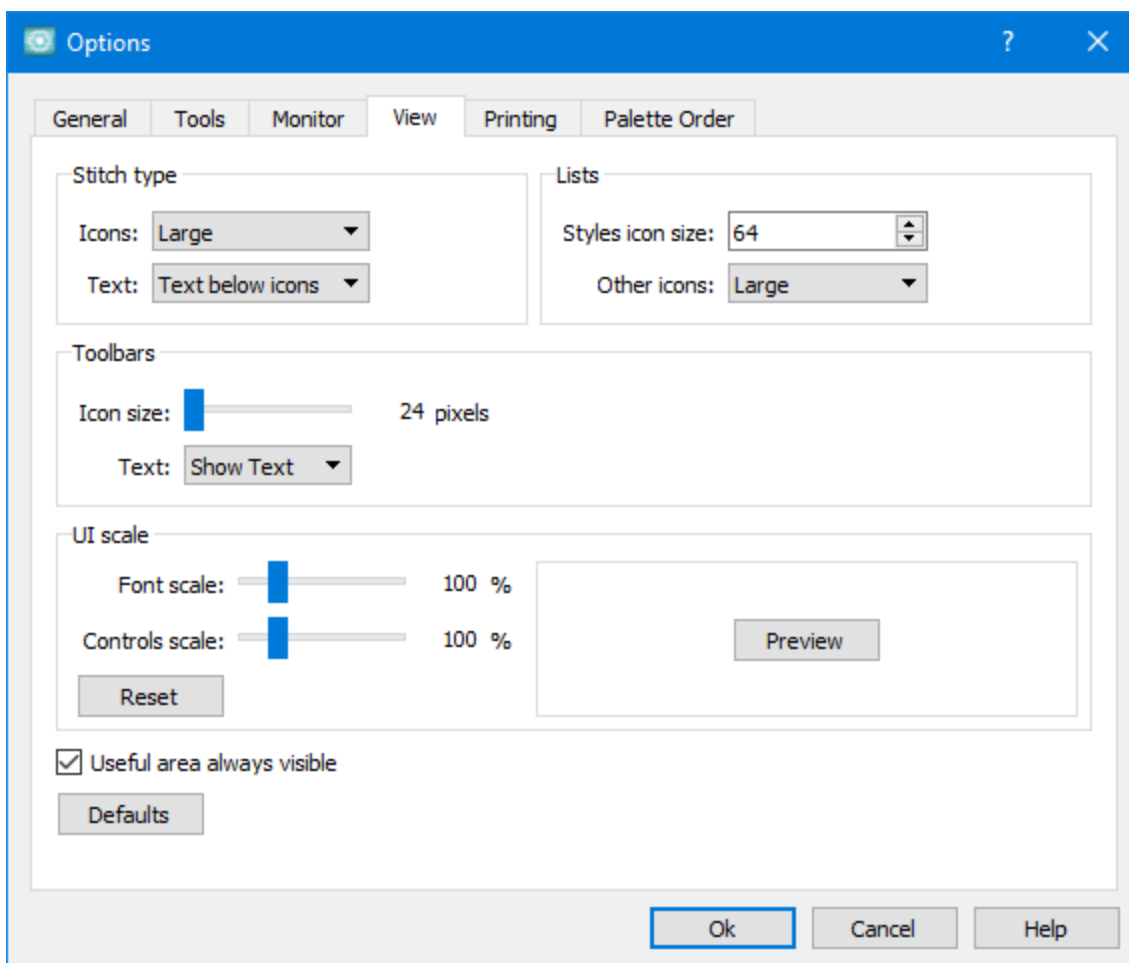 Options
?
General Tools Monitor View Printing Palette Order
Stitch type
Icons: Large
Text: Text below icons
Lists
Styles icon size: 64
Other icons: Large
Toolbars
Icon size: 24 pixels
Text: Show Text
UI scale
Font scale: 100 %
Controls scale: 100 %
Reset
Preview
Useful area always visible
Defaults
Ok Cancel Help